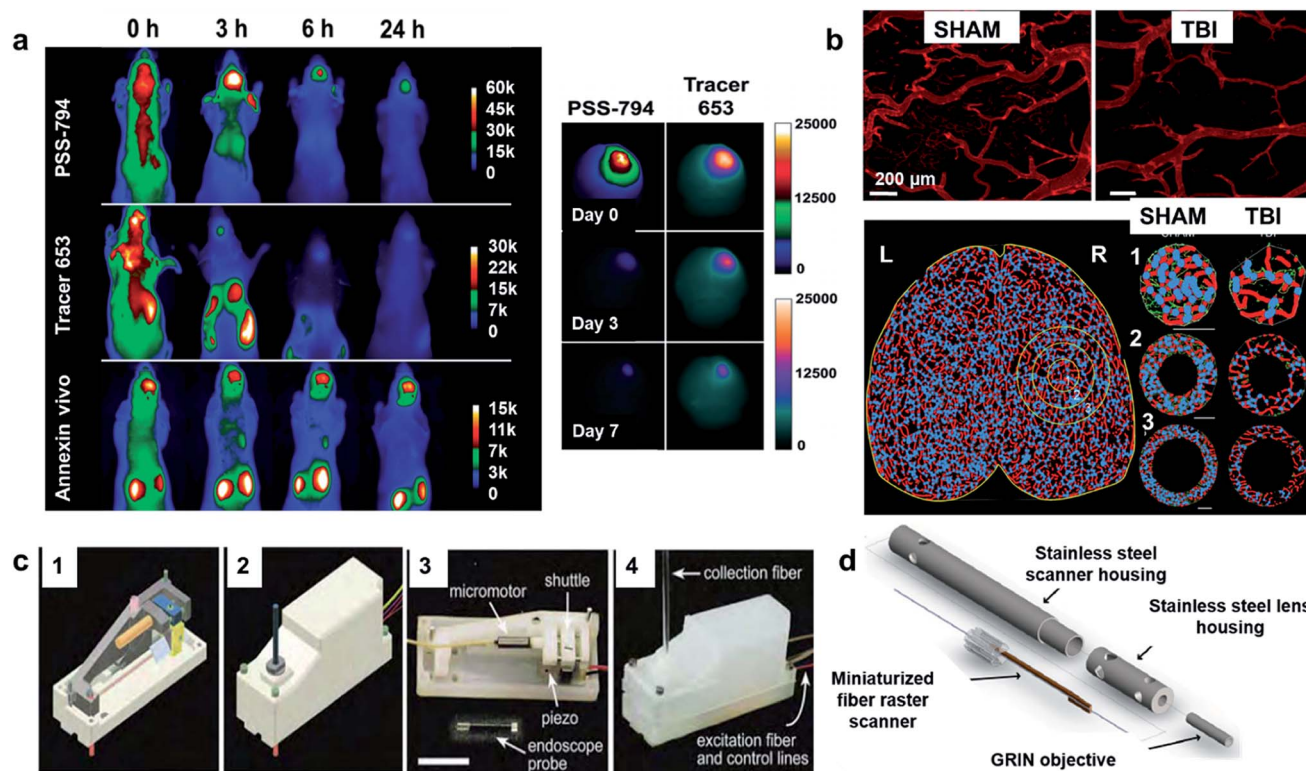 a
0 h 3 h 6 h 24 h
PSS-794
60k
45k
30k
15k
0
Tracer 653
30k
22k
15k
7k
0
Annexin vivo
15k
11k
7k
3k
0
PSS-794
Tracer
653
Day 0
Day 3
Day 7
25000
12500
0
25000
12500
0
b
SHAM
TBI
200 µm
L
R
2
3
SHAM
TBI
1
2
3
c
1
2
3
micromotor
shuttle
piezo
endoscope
probe
4
collection fiber
excitation fiber
and control lines
d
Stainless steel
scanner housing
Stainless steel lens
housing
Miniaturized
fiber raster
scanner
GRIN objective